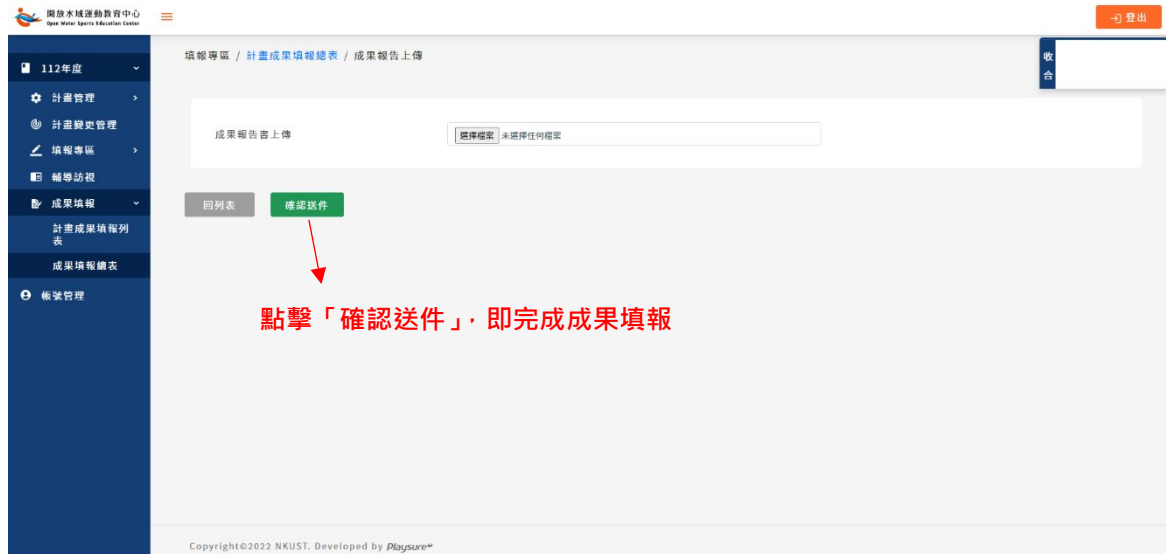 開放水域運動教育中心
Open Water Sports Education Center
登出
112年度
計畫管理
計畫變更管理
填報專區
輔導訪視
成果填報
計畫成果填報列
表
成果填報總表
帳號管理
填報專區 / 計畫成果填報總表 / 成果報告上傳
收
合
成果報告書上傳
選擇檔案 未選擇任何檔案
回列表
確認送件
點擊「確認送件」，即完成成果填報
Copyright©2022 NKUST. Developed by Playsure